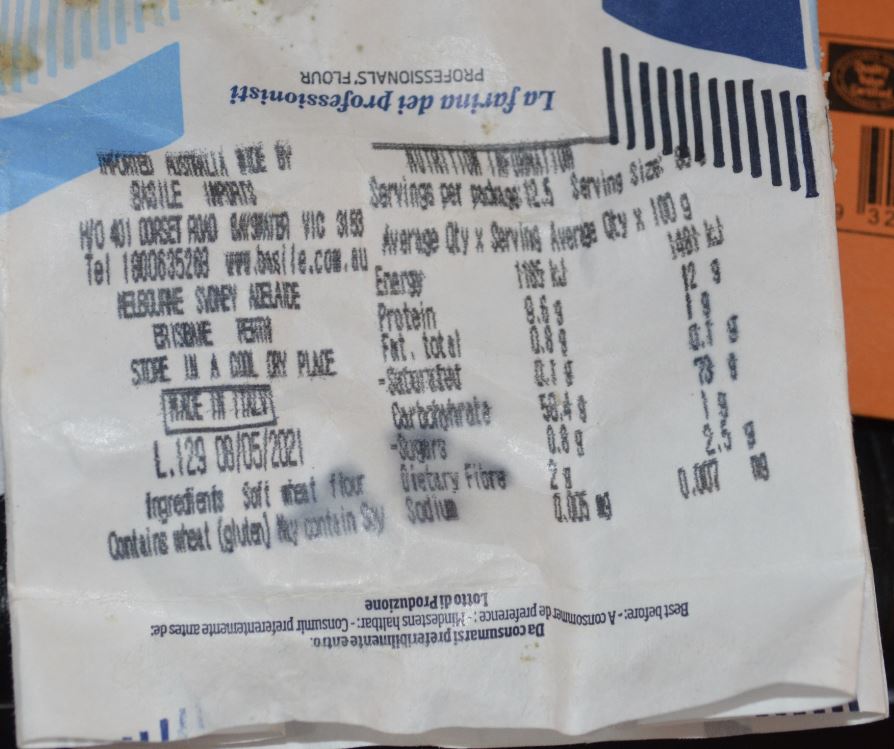 La farina dei professionisti
PROFESSIONALS' FLOUR
IMPORTED AUSTRALIA MADE BY
BASILE IMPORTS
H/O 401 DORSET ROAD BAYSWATER VIC 3153
Tel 1800635263 www.basile.com.au
MELBOURNE SYDNEY ADELAIDE
BRISBANE PERTH
STORE IN A COOL DRY PLACE
MADE IN ITALY
L.129 08/05/2021
Ingredients Soft wheat flour
Contains wheat (gluten) May contain Soy
NUTRITION INFORMATION
Servings per package 12.5 Serving Size:
Average Qty x Serving Average Qty x 100 g
Energy 1185 kJ 1481 kJ
Protein 9.6 g 12 g
Fat, total 0.8 g 1 g
-Saturated 0.1 g 0.1 g
Carbohyhrate 58.4 g 73 g
-Sugars 0.8 g 1 g
Dietary Fibre 2 g 2.5 g
Sodium 0.005 mg 0.007 mg
Da consumarsi preferibilmente entro.
Best before: - A consommer de preference : - Mindestens haltbar: - Consumir preferentemente antes de:
Lotto di Produzione
9 32